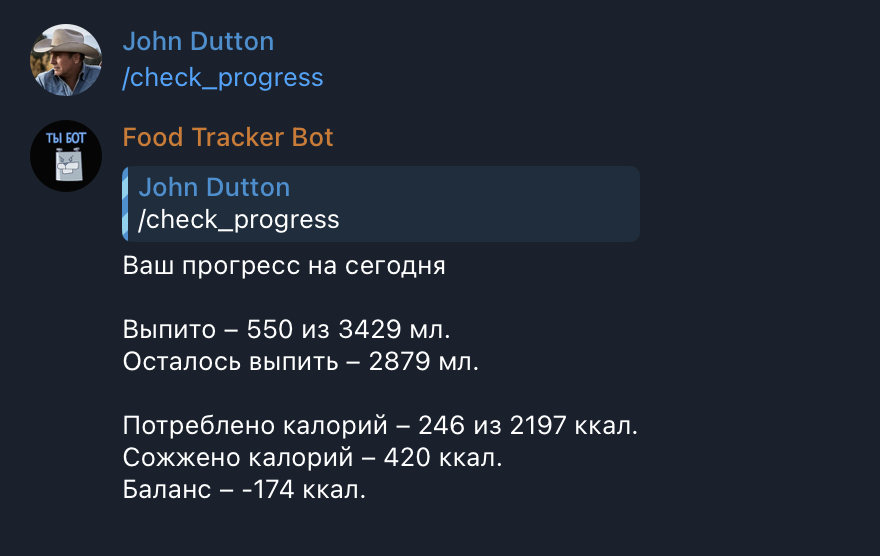 John Dutton
/check_progress
ТЫ БОТ
Food Tracker Bot
John Dutton
/check_progress
Ваш прогресс на сегодня
Выпито – 550 из 3429 мл.
Осталось выпить – 2879 мл.
Потреблено калорий – 246 из 2197 ккал.
Сожжено калорий – 420 ккал.
Баланс – -174 ккал.